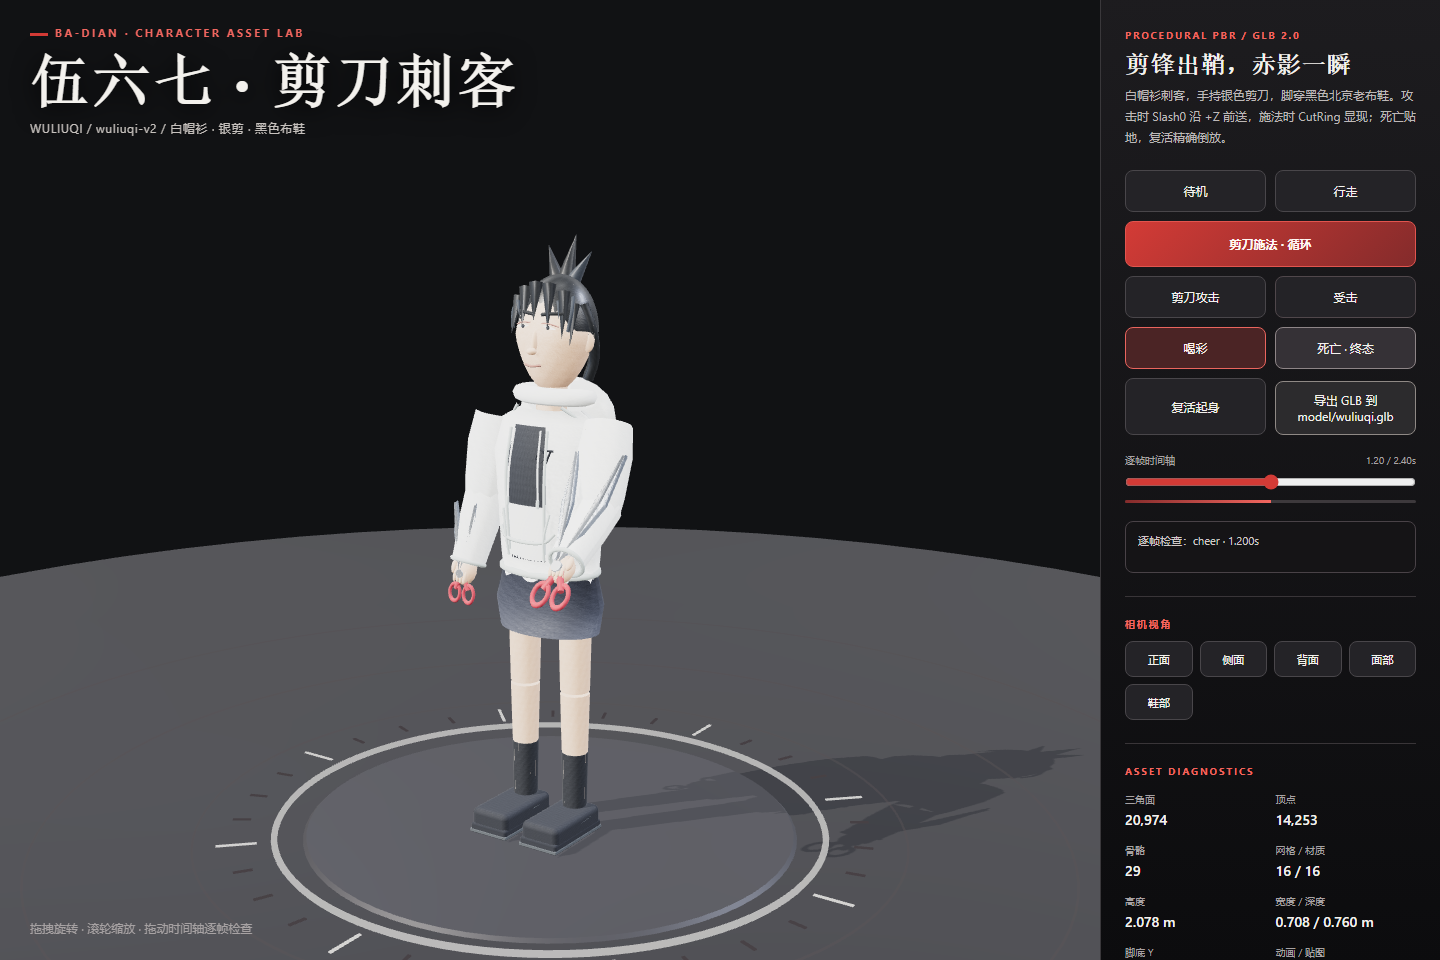 BA-DIAN · CHARACTER ASSET LAB
伍六七 · 剪刀刺客
WULIUQI / wuliuqi-v2 / 白帽衫 · 银剪 · 黑色布鞋
拖拽旋转 · 滚轮缩放 · 拖动时间轴逐帧检查
PROCEDURAL PBR / GLB 2.0
剪锋出鞘，赤影一瞬
白帽衫刺客，手持银色剪刀，脚穿黑色北京老布鞋。攻
击时 Slash0 沿 +Z 前送，施法时 CutRing 显现；死亡贴
地，复活精确倒放。
待机
行走
剪刀施法 · 循环
剪刀攻击
受击
喝彩
死亡 · 终态
复活起身
导出 GLB 到
model/wuliuqi.glb
逐帧时间轴
1.20 / 2.40s
逐帧检查：cheer · 1.200s
相机视角
正面
侧面
背面
面部
鞋部
ASSET DIAGNOSTICS
三角面
顶点
20,974
14,253
骨骼
网格 / 材质
29
16 / 16
高度
宽度 / 深度
2.078 m
0.708 / 0.760 m
脚底 Y
动画 / 贴图